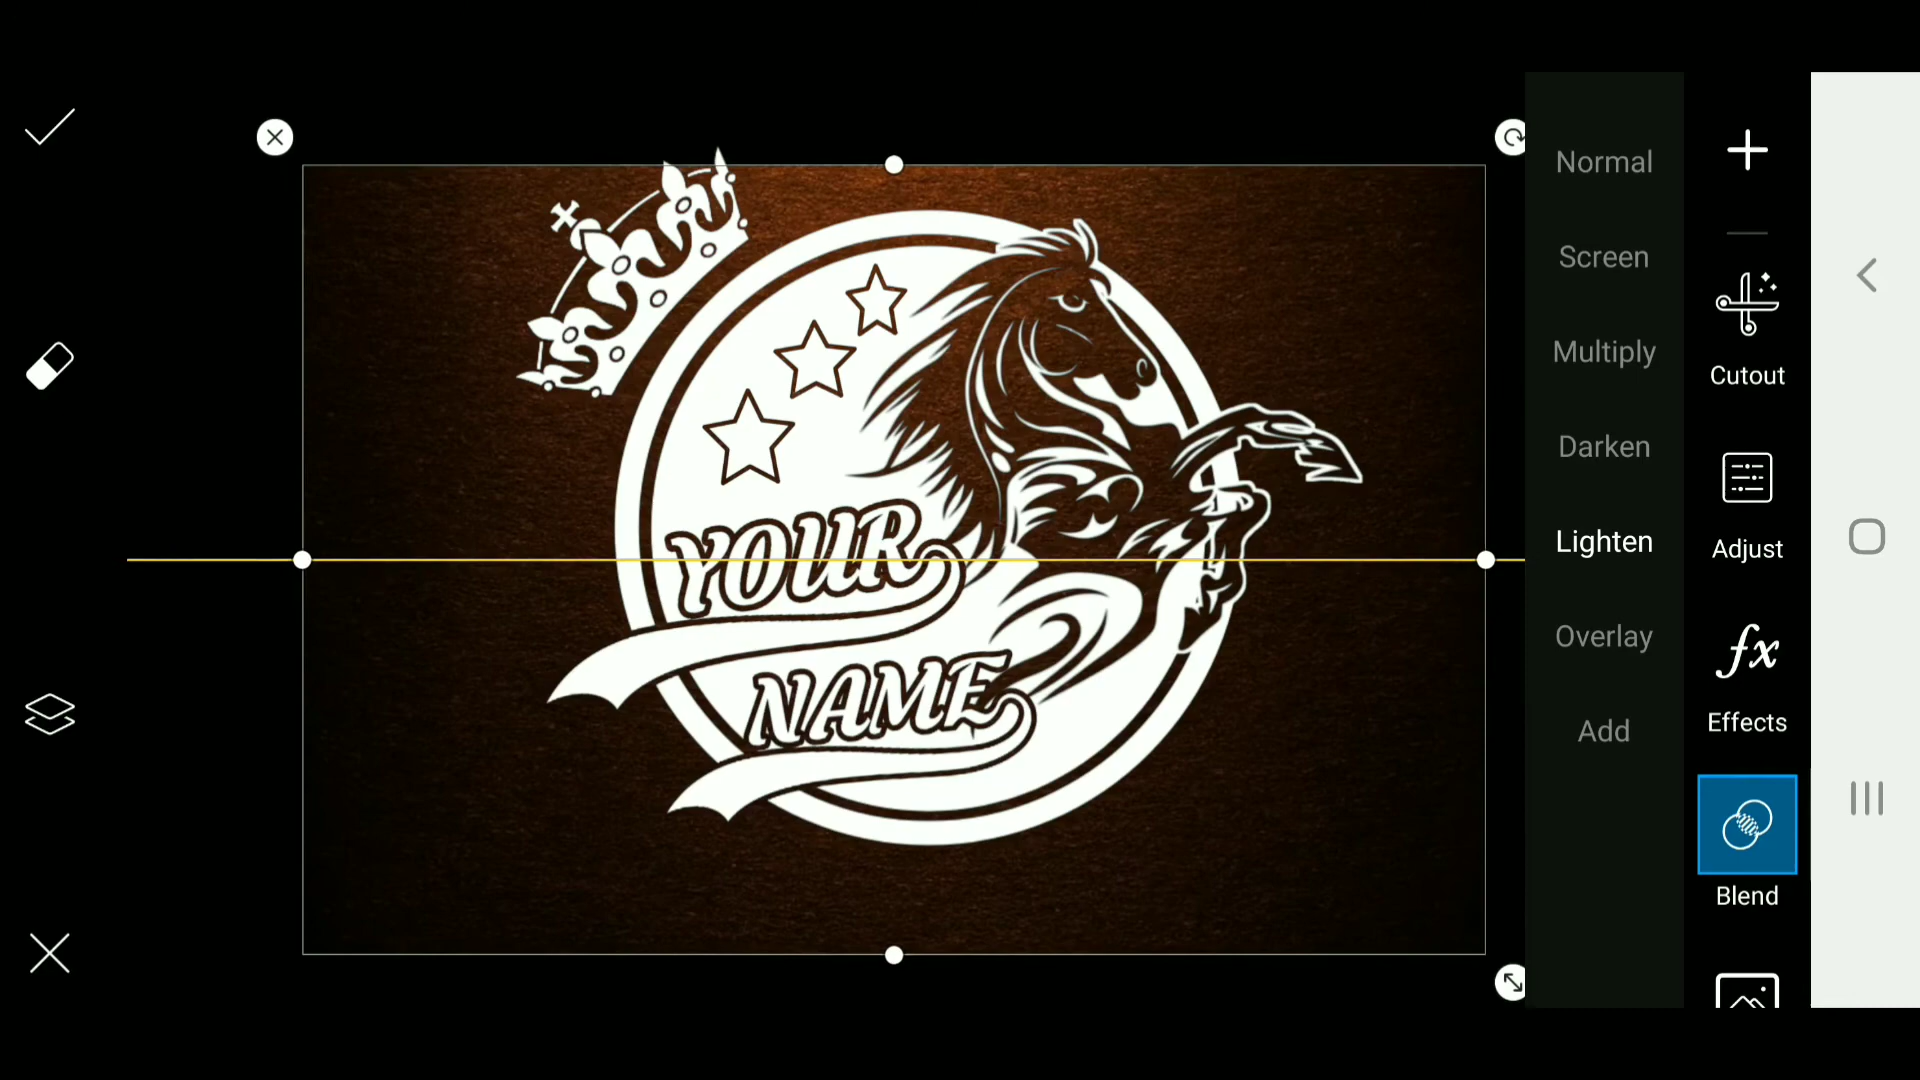 YOUR
NAME
Normal
Screen
Multiply
Darken
Lighten
Overlay
Add
Cutout
Adjust
fx
Effects
Blend